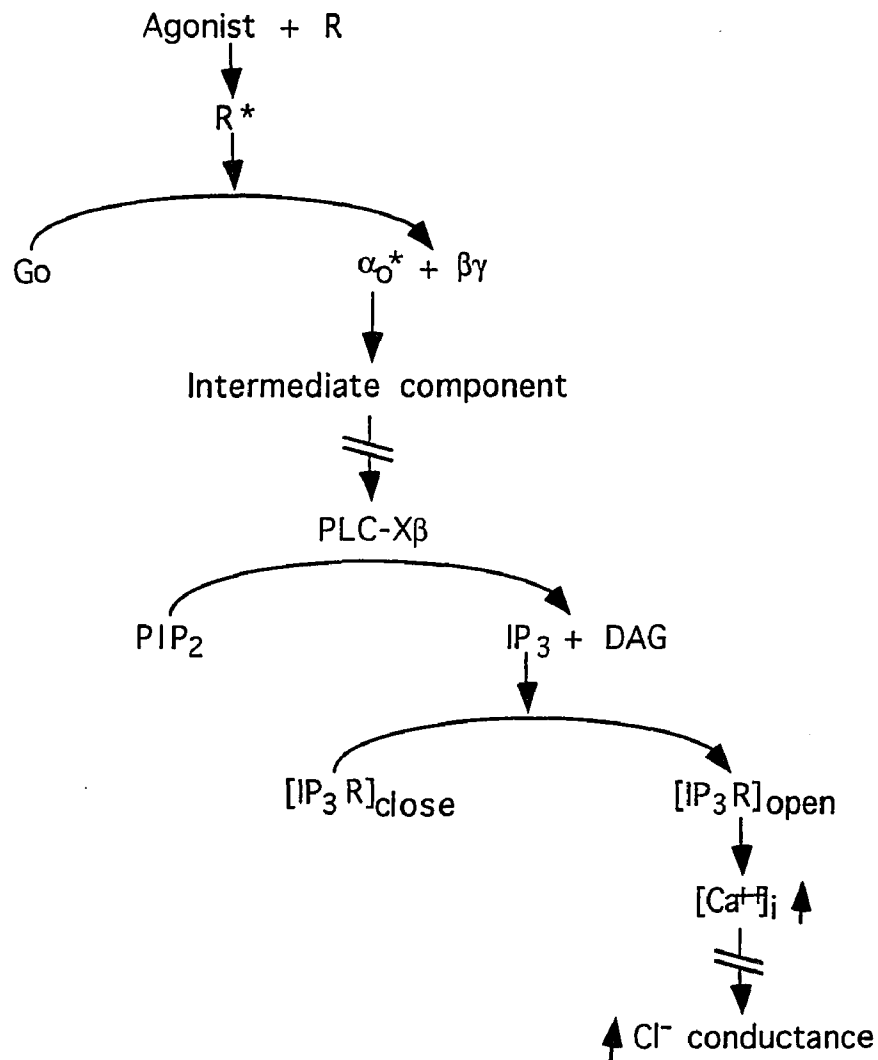 Agonist + R
R*
Go
αo* + βγ
Intermediate component
PLC-Xβ
PIP2
IP3 + DAG
[IP3 R]close
[IP3 R]open
[Ca++]i
Cl- conductance